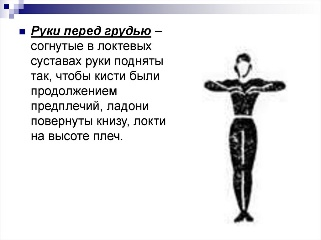 Руки перед грудью –
согнутые в локтевых
суставах руки подняты
так, чтобы кисти были
продолжением
предплечий, ладони
повернуты книзу, локти
на высоте плеч.